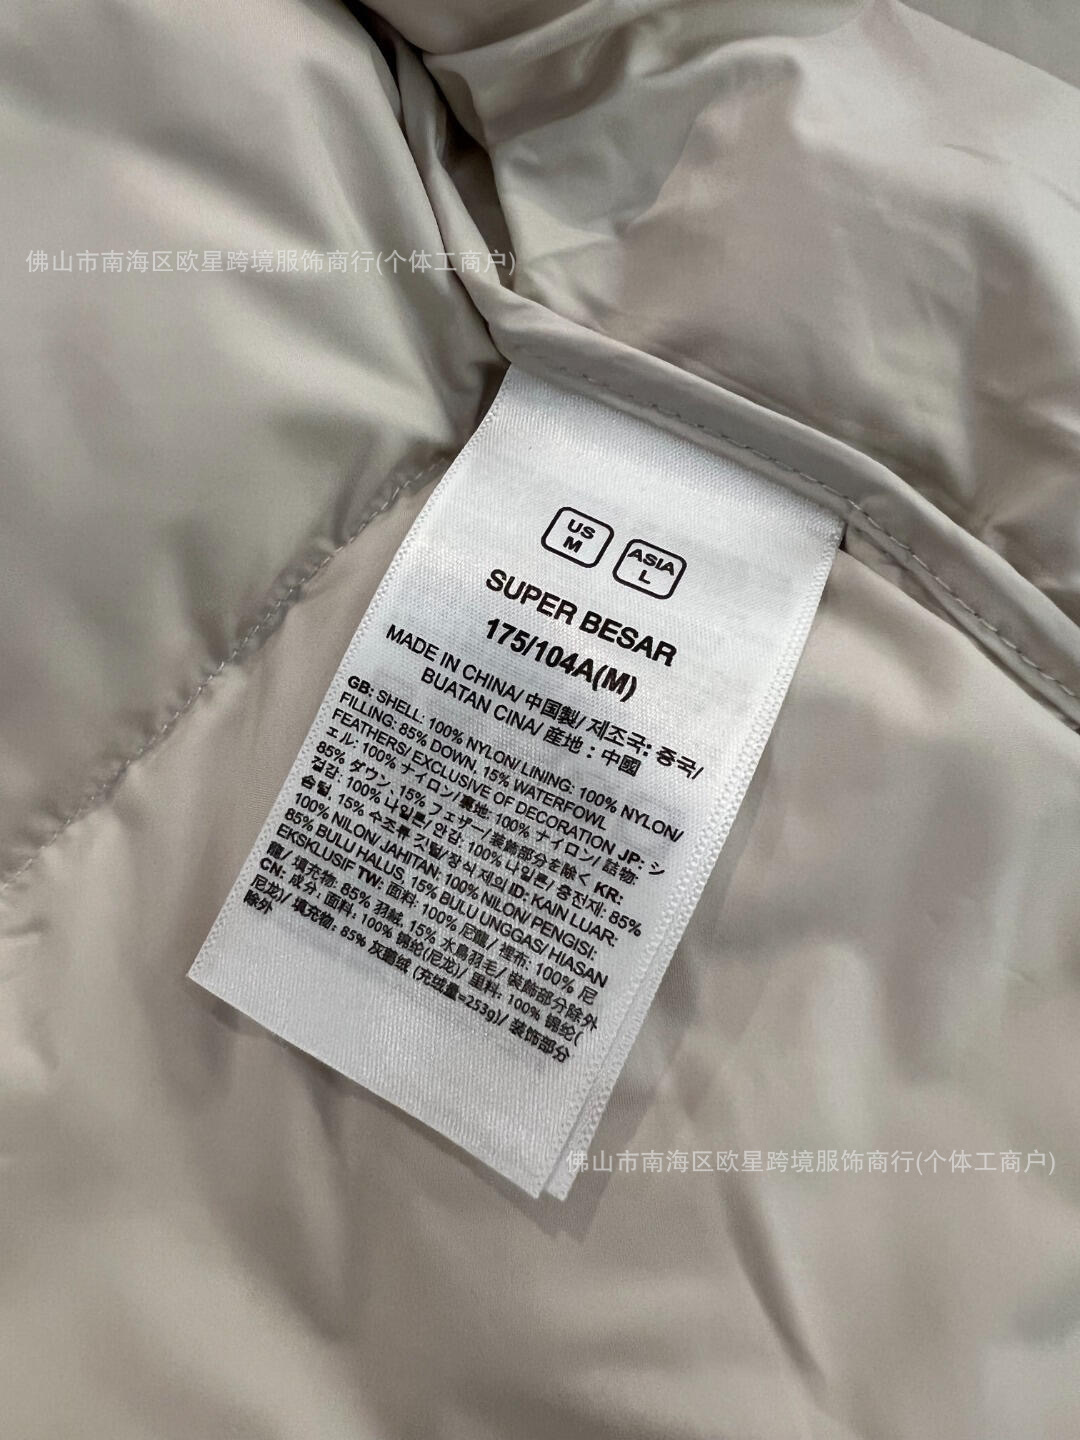 佛山市南海区欧星跨境服饰商行(个体工商户)
US
M
ASIA
L
SUPER BESAR
175/104A(M)
MADE IN CHINA/ 中国製/ 제조국: 중국/
BUATAN CINA/ 産地：中國
GB: SHELL: 100% NYLON/ LINING: 100% NYLON/
FILLING: 85% DOWN, 15% WATERFOWL
FEATHERS/ EXCLUSIVE OF DECORATION JP: シ
ェル: 100% ナイロン/ 裏地: 100% ナイロン/ 詰物:
85% ダウン, 15% フェザー/ 装飾部分を除く KR:
겉감: 100% 나일론/ 안감: 100% 나일론/ 충전재: 85%
솜털, 15% 수조류 깃털/장식 제외 ID: KAIN LUAR:
100% NILON/ JAHITAN: 100% NILON/ PENGISI:
85% BULU HALUS, 15% BULU UNGGAS/ HIASAN
EKSKLUSIF TW: 面料: 100% 尼龍/ 裡布: 100% 尼
龍/ 填充物: 85% 羽絨, 15% 水鳥羽毛/ 裝飾部分除外
CN: 成分: 面料: 100% 锦纶(尼龙)/ 里料: 100% 锦纶(
尼龙)/ 填充物: 85% 灰鸭绒 (充绒量=253g)/ 装饰部分
除外
佛山市南海区欧星跨境服饰商行(个体工商户)